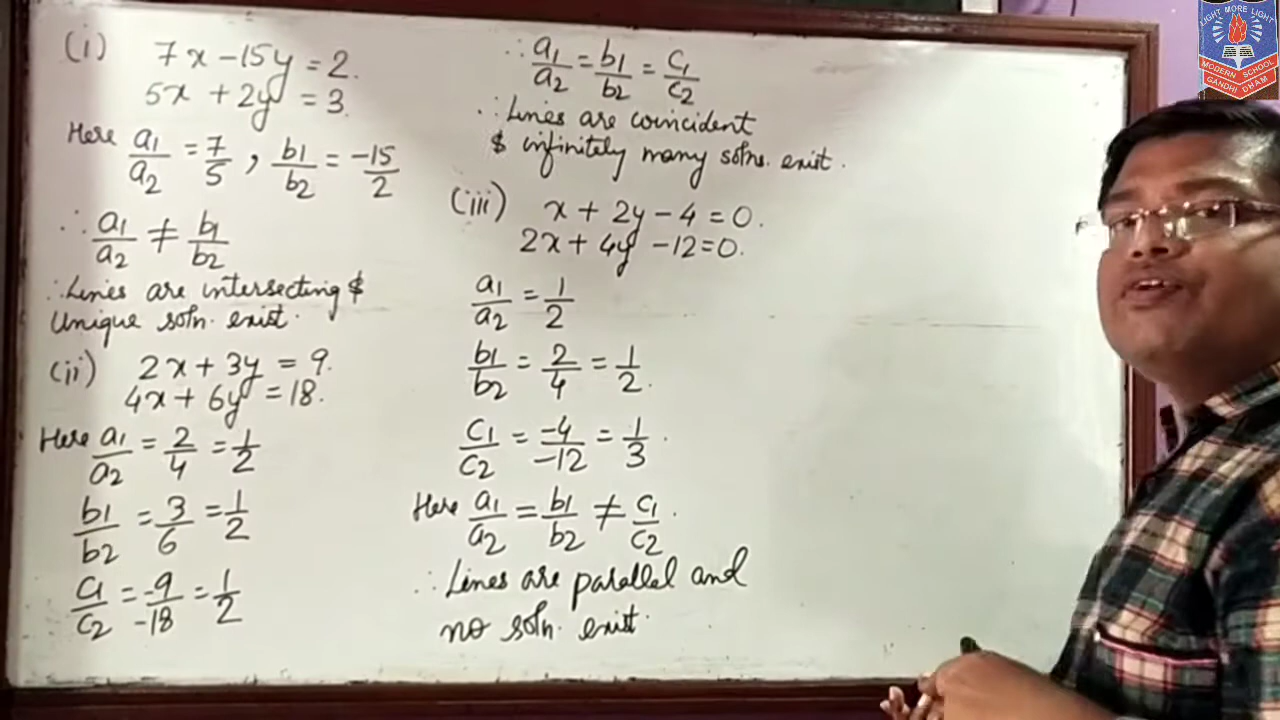 (i) 7x - 15y = 2.
5x + 2y = 3.
Here a1/a2 = 7/5, b1/b2 = -15/2
∴ a1/a2 ≠ b1/b2
∴ Lines are intersecting &
Unique soln. exist.
(ii) 2x + 3y = 9.
4x + 6y = 18.
Here a1/a2 = 2/4 = 1/2
b1/b2 = 3/6 = 1/2
c1/c2 = -9/-18 = 1/2
∴ a1/a2 = b1/b2 = c1/c2
∴ Lines are coincident
& infinitely many solns. exist.
(iii) x + 2y - 4 = 0.
2x + 4y - 12 = 0.
a1/a2 = 1/2
b1/b2 = 2/4 = 1/2.
c1/c2 = -4/-12 = 1/3.
Here a1/a2 = b1/b2 ≠ c1/c2.
∴ Lines are parallel and
no soln. exist.
LIGHT MORE LIGHT
MODERN SCHOOL
GANDHI DHAM